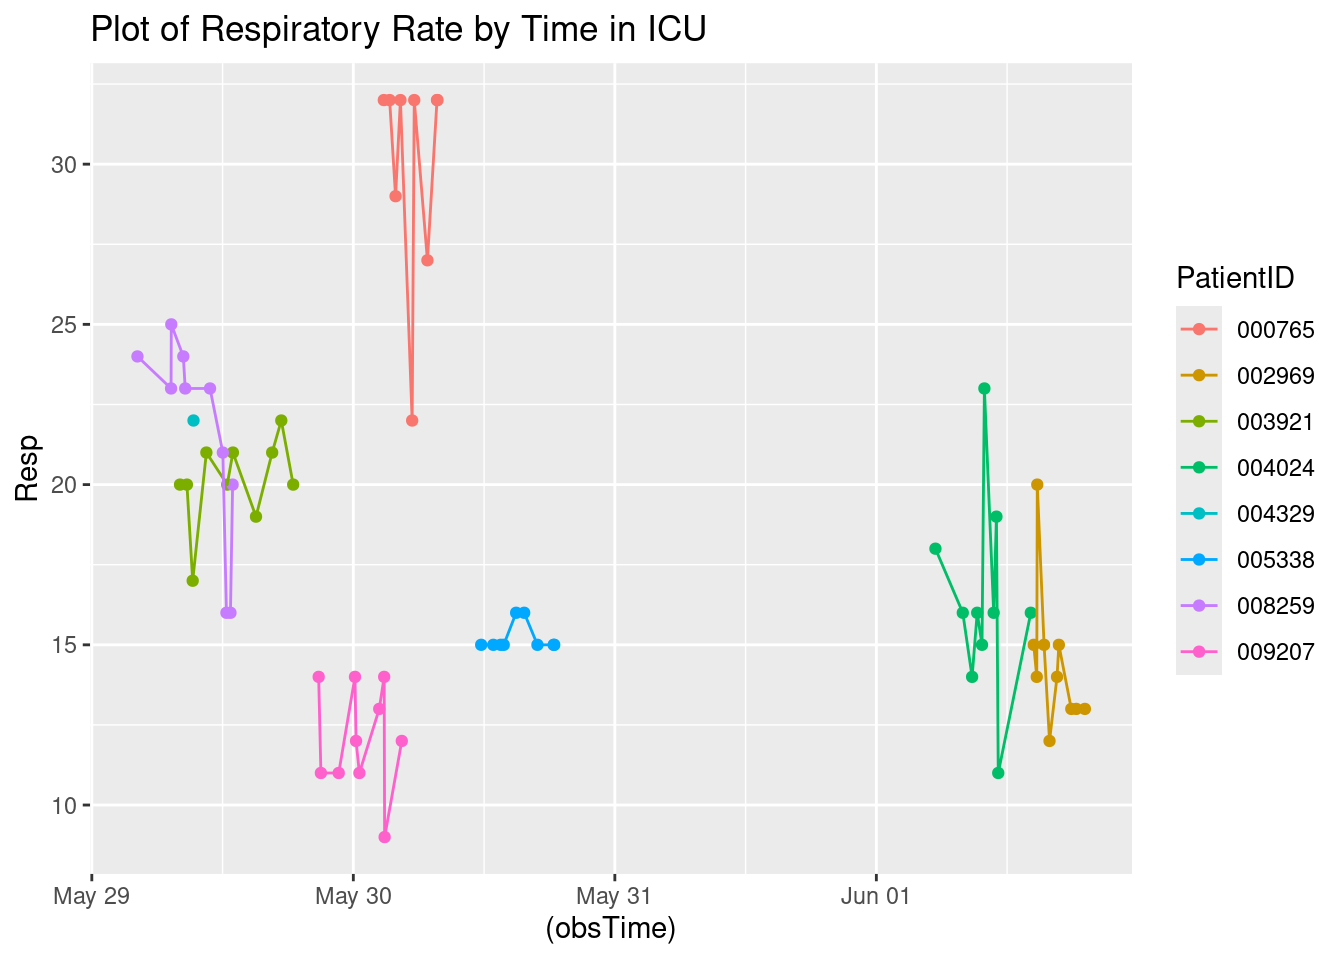 Plot of Respiratory Rate by Time in ICU
30
25
20
15
10
Resp
May 29
May 30
May 31
Jun 01
(obsTime)
PatientID
000765
002969
003921
004024
004329
005338
008259
009207